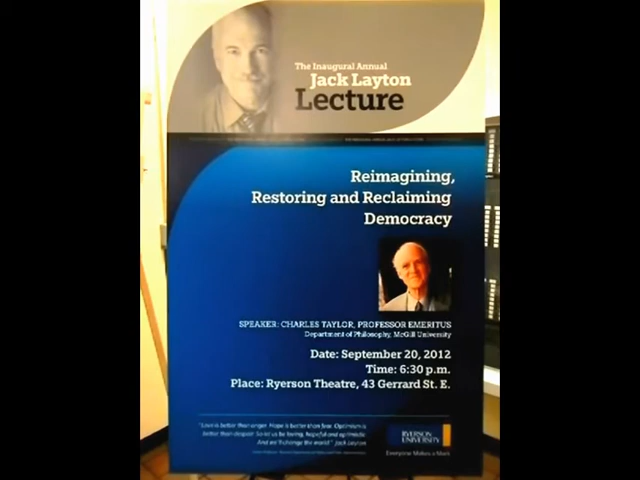 The Inaugural Annual
Jack Layton
Lecture
Reimagining,
Restoring and Reclaiming
Democracy
SPEAKER: CHARLES TAYLOR, PROFESSOR EMERITUS
Department of Philosophy, McGill University
Date: September 20, 2012
Time: 6:30 p.m.
Place: Ryerson Theatre, 43 Gerrard St. E.
"Love is better than anger. Hope is better than fear. Optimism is
better than despair. So let us be loving, hopeful and optimistic.
And we'll change the world." Jack Layton
RYERSON
UNIVERSITY
Everyone Makes a Mark